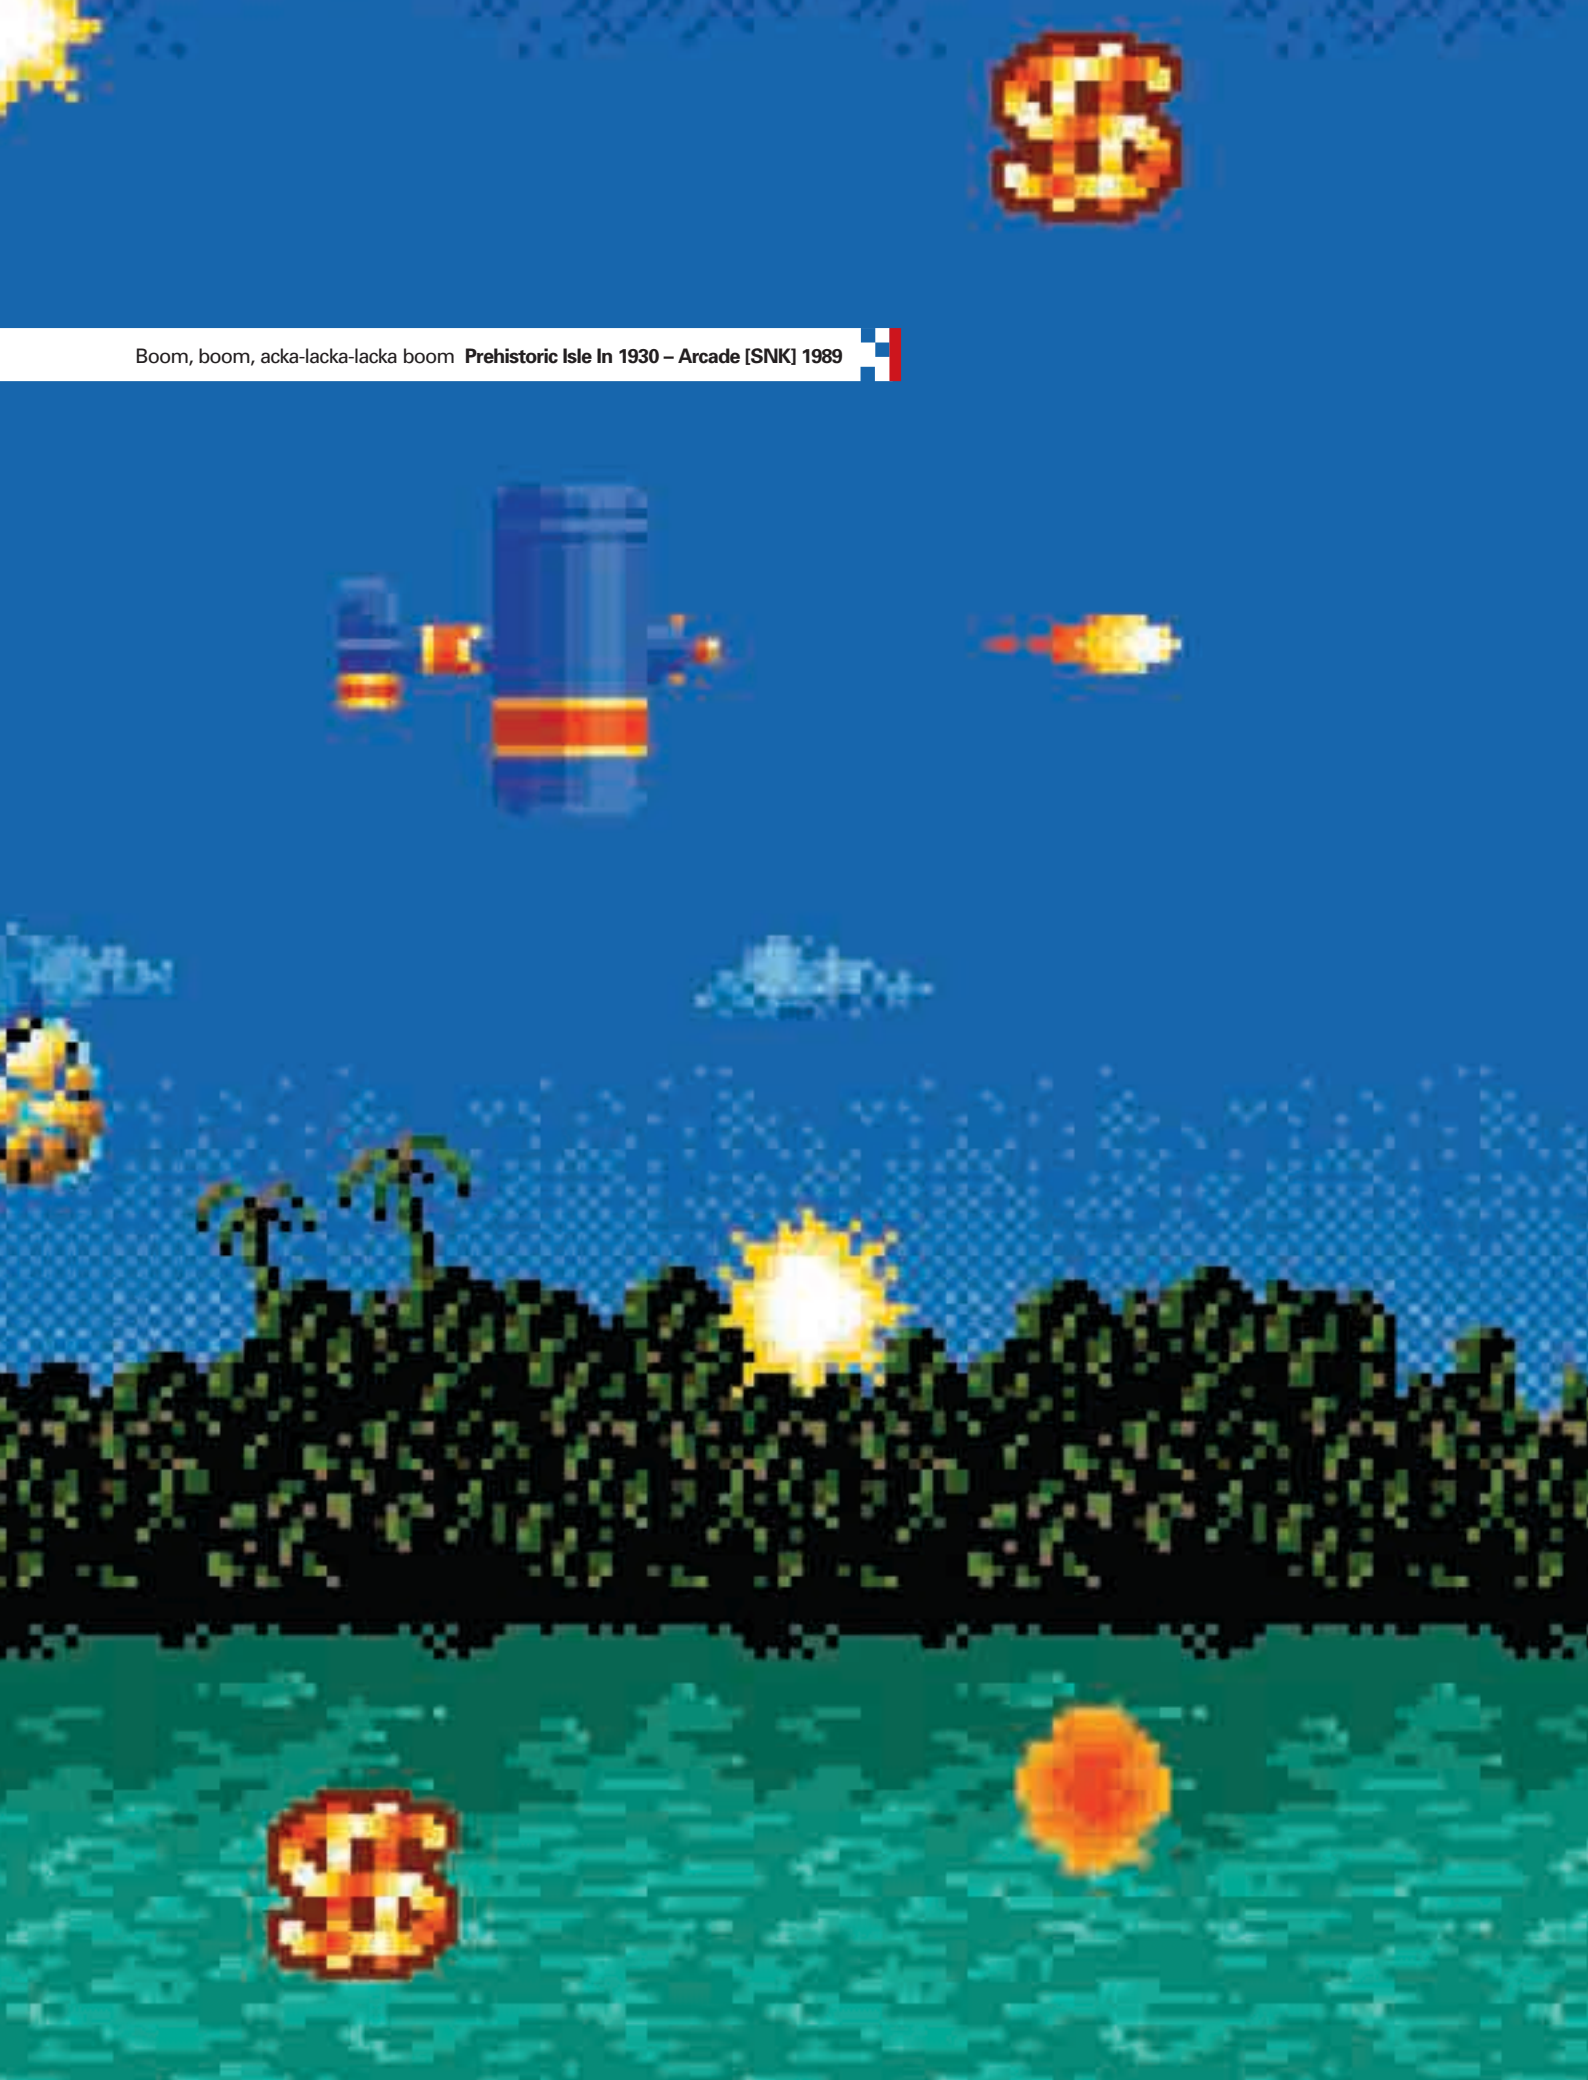 $
Boom, boom, acka-lacka-lacka boom Prehistoric Isle In 1930 – Arcade [SNK] 1989
$